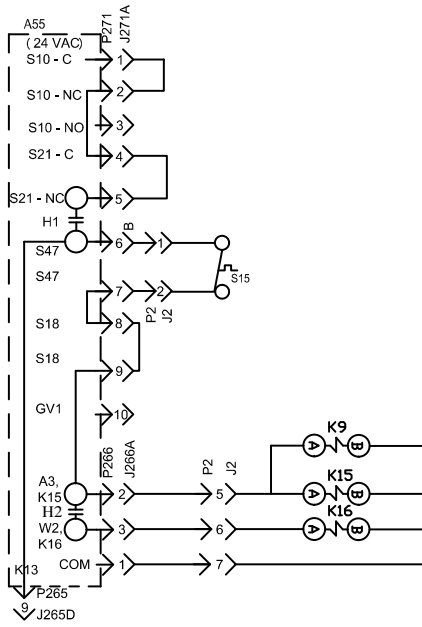 A55
P271
J271A
(24 VAC)
S10 - C
1
S10 - NC
2
S10 - NO
3
S21 - C
4
S21 - NC
5
H1
B
6
1
S47
S15
S47
7
2
P2
J2
S18
8
S18
9
GV1
10
K9
A
B
P266
J266A
P2
J2
A3,
K15
2
5
K15
A
B
H2
K16
W2,
K16
3
6
A
B
COM
1
7
K13
P265
9
J265D